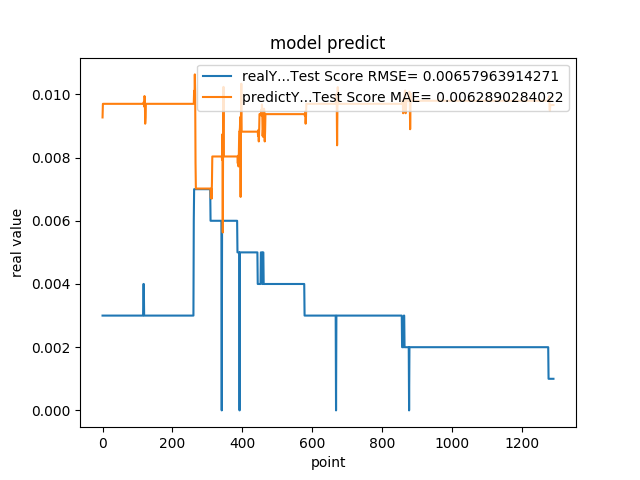 model predict
realY...Test Score RMSE= 0.00657963914271
predictY...Test Score MAE= 0.0062890284022
real value
0.010
0.008
0.006
0.004
0.002
0.000
0
200
400
600
800
1000
1200
point